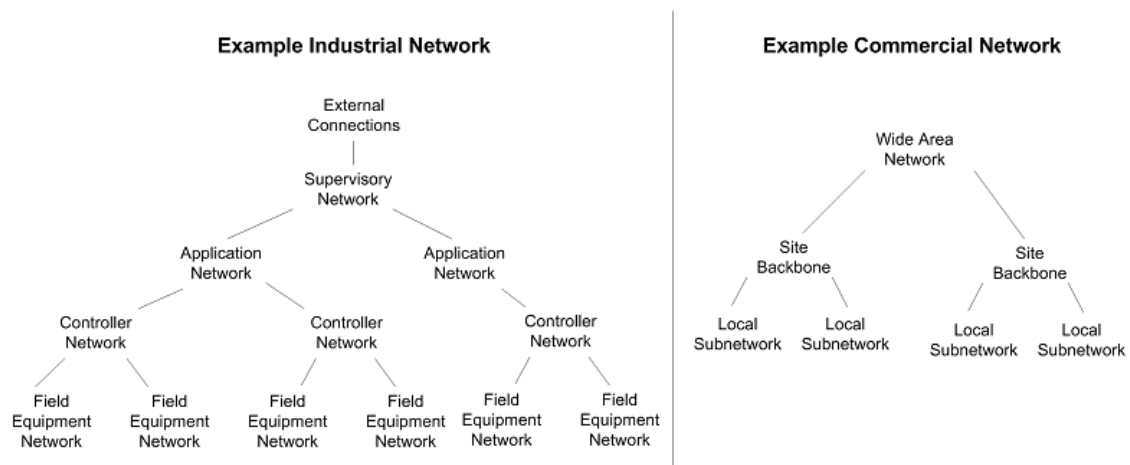 Example Industrial Network
External
Connections
Supervisory
Network
Application
Network
Application
Network
Controller
Network
Controller
Network
Controller
Network
Field
Equipment
Network
Field
Equipment
Network
Field
Equipment
Network
Field
Equipment
Network
Field
Equipment
Network
Field
Equipment
Network
Example Commercial Network
Wide Area
Network
Site
Backbone
Site
Backbone
Local
Subnetwork
Local
Subnetwork
Local
Subnetwork
Local
Subnetwork